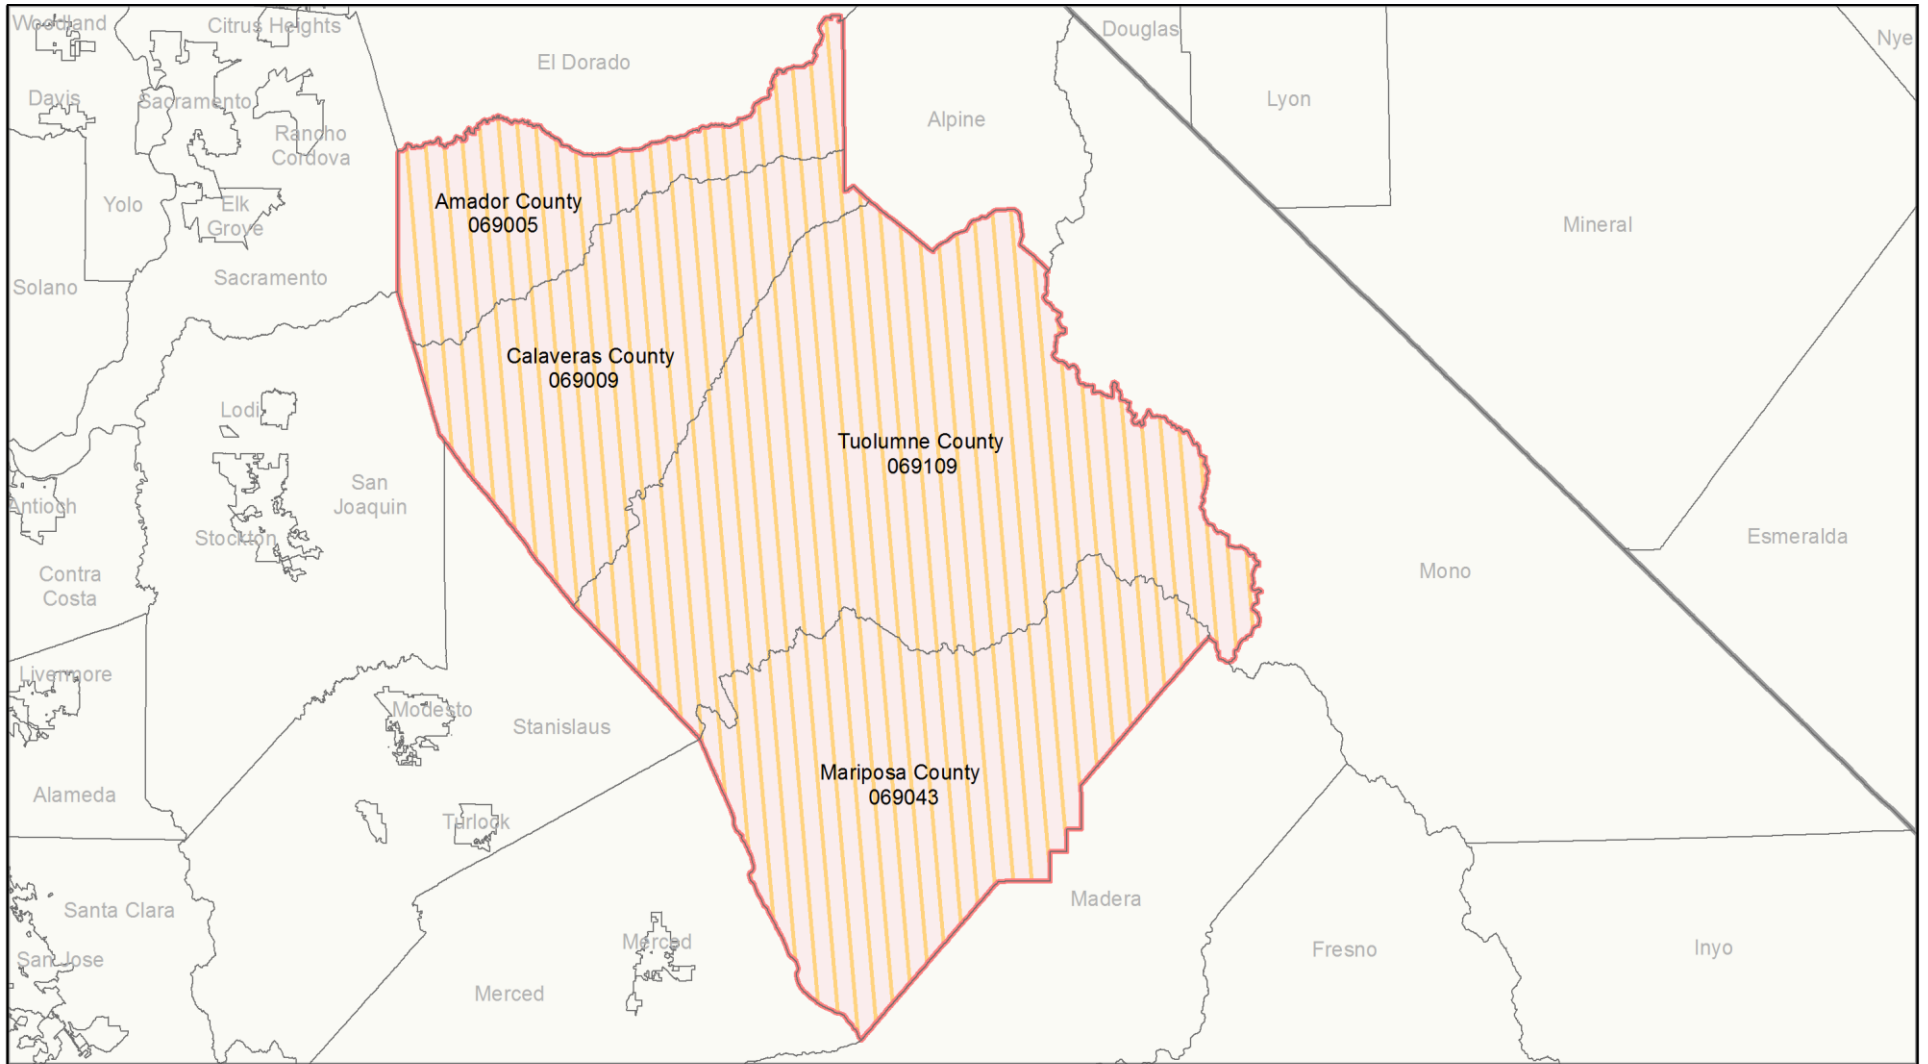 Woodland
Citrus Heights
El Dorado
Douglas
Nye
Davis
Sacramento
Lyon
Alpine
Rancho
Cordova
Yolo
Elk
Grove
Amador County
069005
Mineral
Sacramento
Solano
Calaveras County
069009
Lodi
Tuolumne County
069109
San
Joaquin
Antioch
Stockton
Esmeralda
Contra
Costa
Mono
Livermore
Modesto
Stanislaus
Mariposa County
069043
Alameda
Turlock
Santa Clara
Madera
Merced
San Jose
Fresno
Inyo
Merced